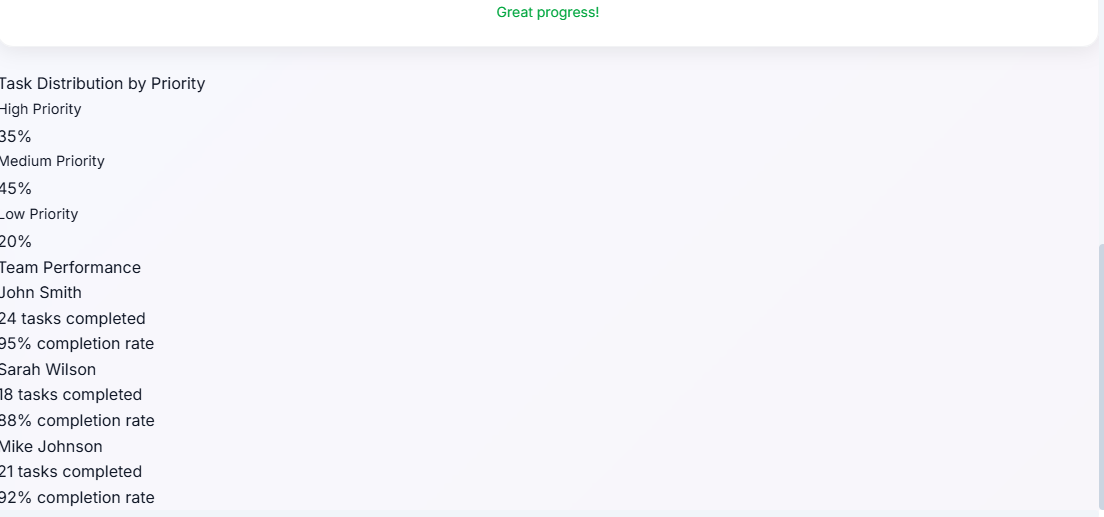 Great progress!
Task Distribution by Priority
High Priority
35%
Medium Priority
45%
Low Priority
20%
Team Performance
John Smith
24 tasks completed
95% completion rate
Sarah Wilson
18 tasks completed
88% completion rate
Mike Johnson
21 tasks completed
92% completion rate